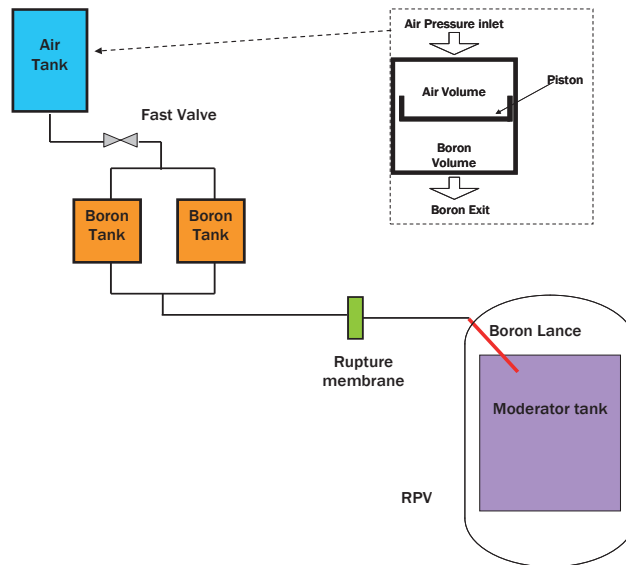 Air
Tank
Air Pressure inlet
Air Volume
Piston
Boron
Volume
Boron Exit
Fast Valve
Boron
Tank
Boron
Tank
Rupture
membrane
Boron Lance
Moderator tank
RPV